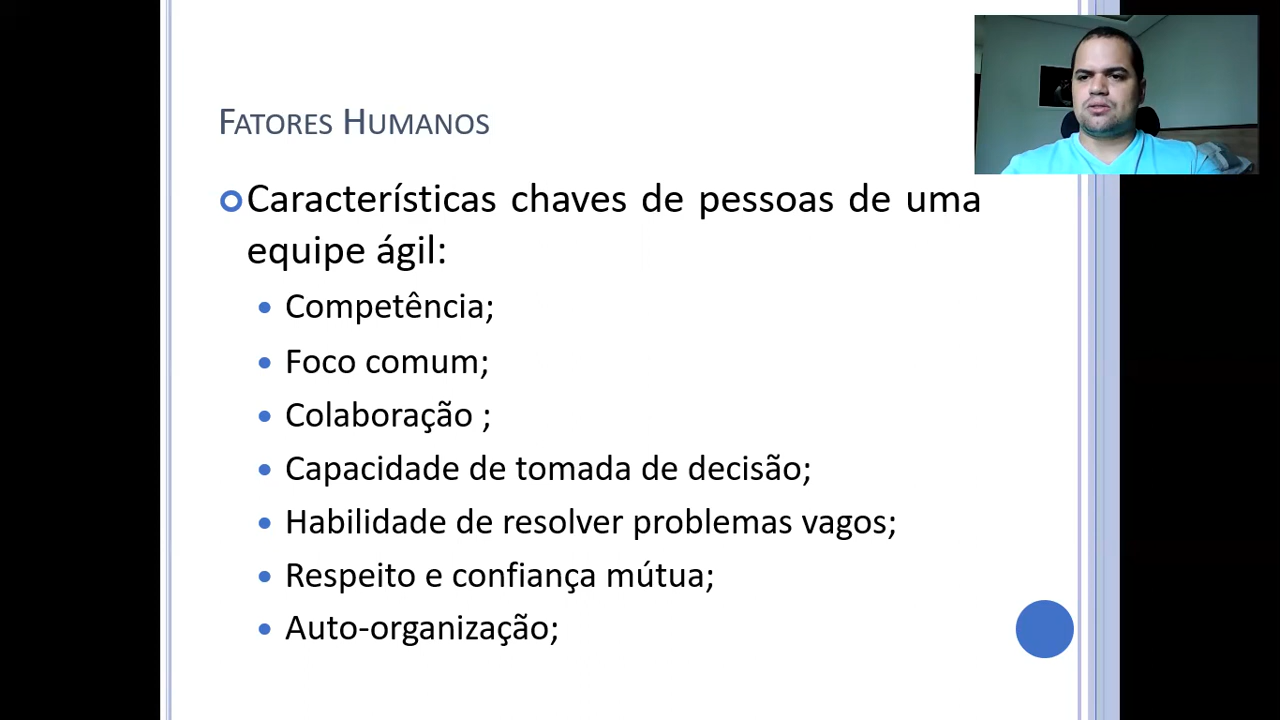 Fatores Humanos
Características chaves de pessoas de uma
equipe ágil:
Competência;
Foco comum;
Colaboração ;
Capacidade de tomada de decisão;
Habilidade de resolver problemas vagos;
Respeito e confiança mútua;
Auto-organização;